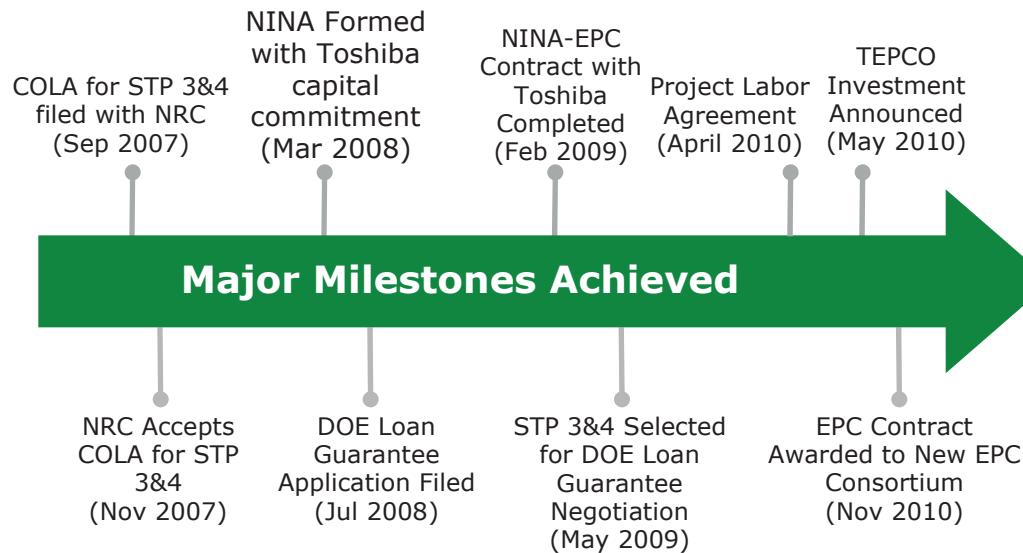 COLA for STP 3&4
filed with NRC
(Sep 2007)
NINA Formed
with Toshiba
capital
commitment
(Mar 2008)
NINA-EPC
Contract with
Toshiba
Completed
(Feb 2009)
Project Labor
Agreement
(April 2010)
TEPCO
Investment
Announced
(May 2010)
Major Milestones Achieved
NRC Accepts
COLA for STP
3&4
(Nov 2007)
DOE Loan
Guarantee
Application Filed
(Jul 2008)
STP 3&4 Selected
for DOE Loan
Guarantee
Negotiation
(May 2009)
EPC Contract
Awarded to New EPC
Consortium
(Nov 2010)